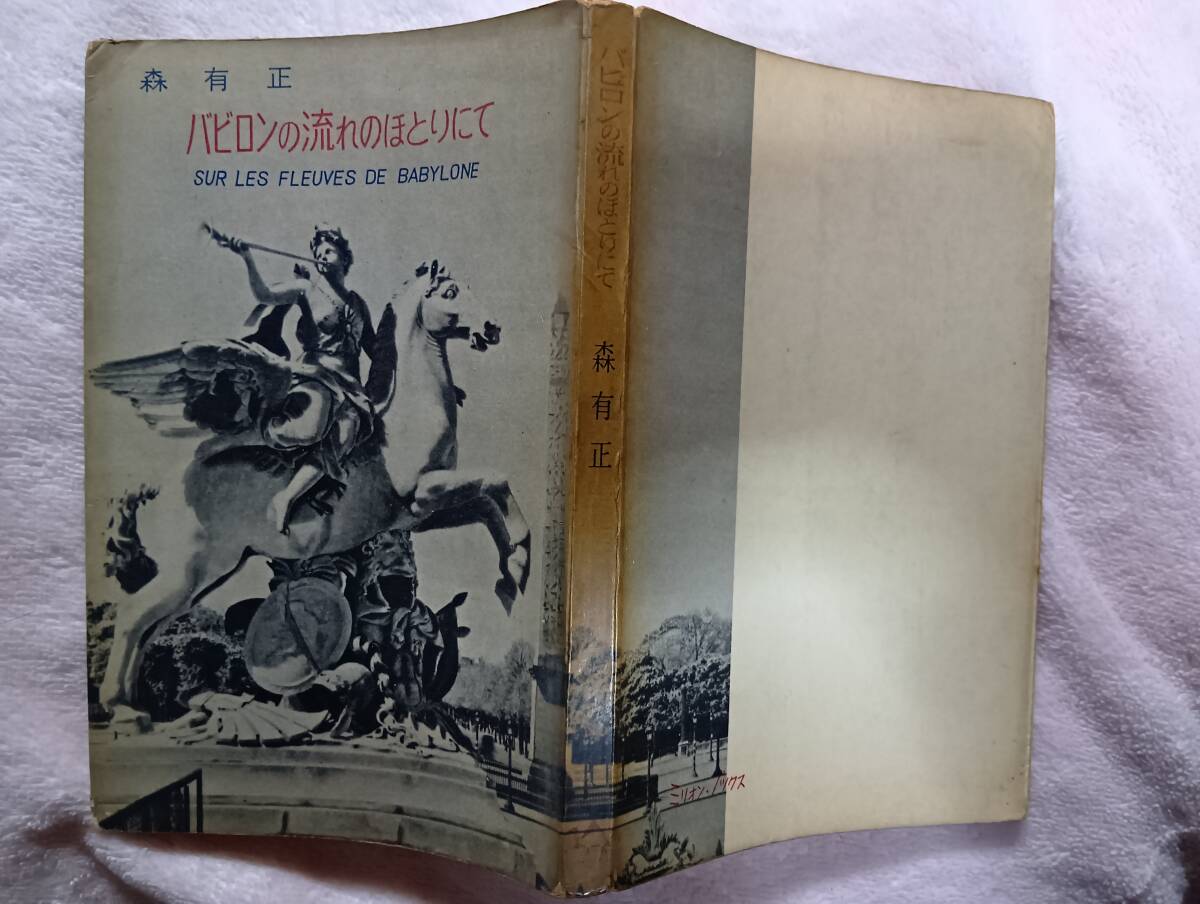 森 有 正
バビロンの流れのほとりにて
SUR LES FLEUVES DE BABYLONE
バビロンの流れのほとりにて
森 有 正
ミリオン・ブックス